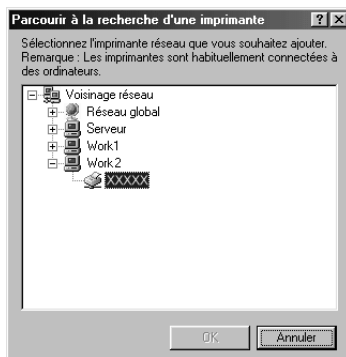 Parcourir à la recherche d'une imprimante
Sélectionnez l'imprimante réseau que vous souhaitez ajouter.
Remarque : Les imprimantes sont habituellement connectées à
des ordinateurs.
Voisinage réseau
Réseau global
Serveur
Work1
Work2
XXXXX
OK
Annuler